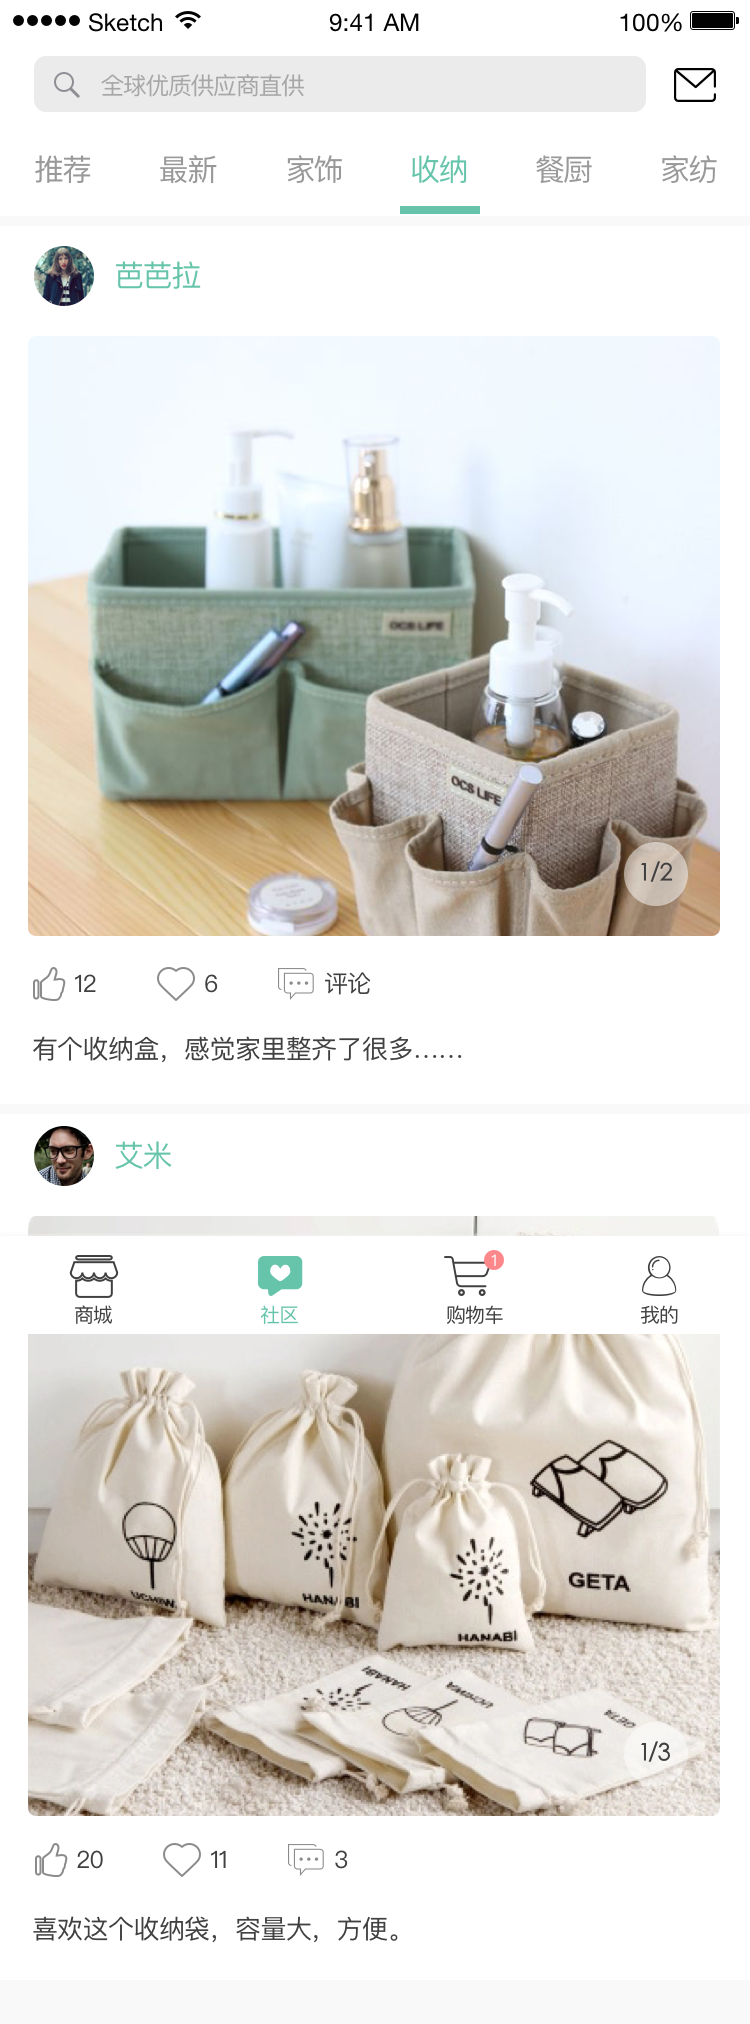 Sketch 9:41 AM 100%
全球优质供应商直供
推荐 最新 家饰 收纳 餐厨 家纺
芭芭拉
OCS LIFE
OCS LIFE
1/2
12 6 评论
有个收纳盒，感觉家里整齐了很多……
艾米
1
商城 社区 购物车 我的
GETA
HANABI
HANABI
HANABI
UCHIWA
GETA
1/3
20 11 3
喜欢这个收纳袋，容量大，方便。